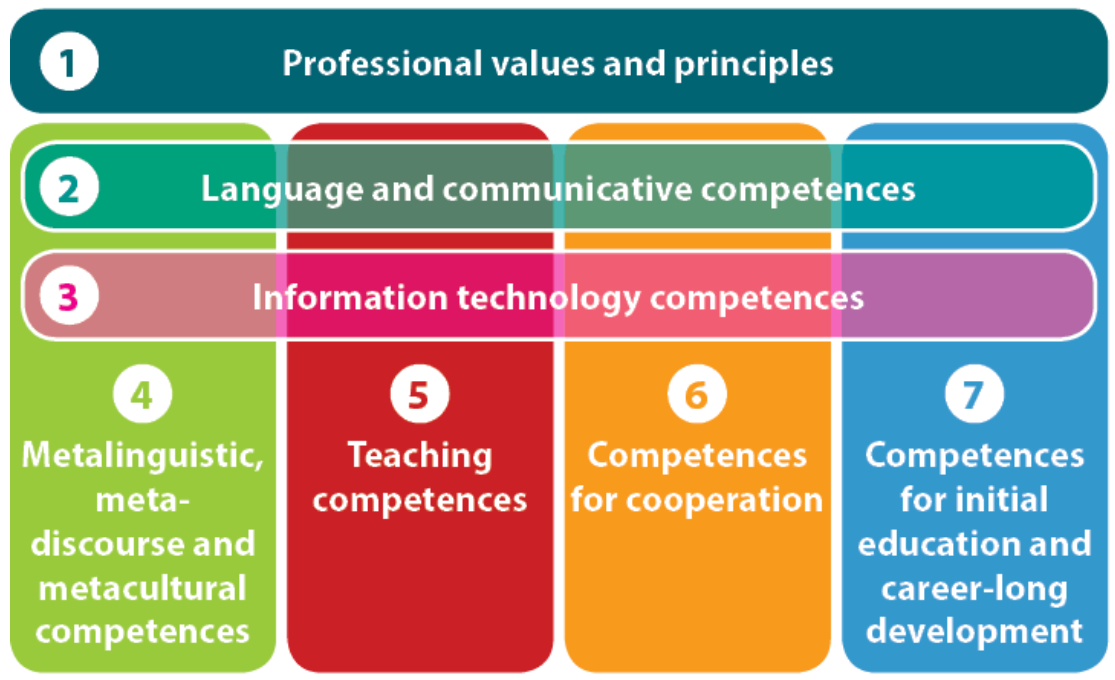 1
Professional values and principles
2
Language and communicative competences
3
Information technology competences
4
Metalinguistic,
meta-
discourse and
metacultural
competences
5
Teaching
competences
6
Competences
for cooperation
7
Competences
for initial
education and
career-long
development